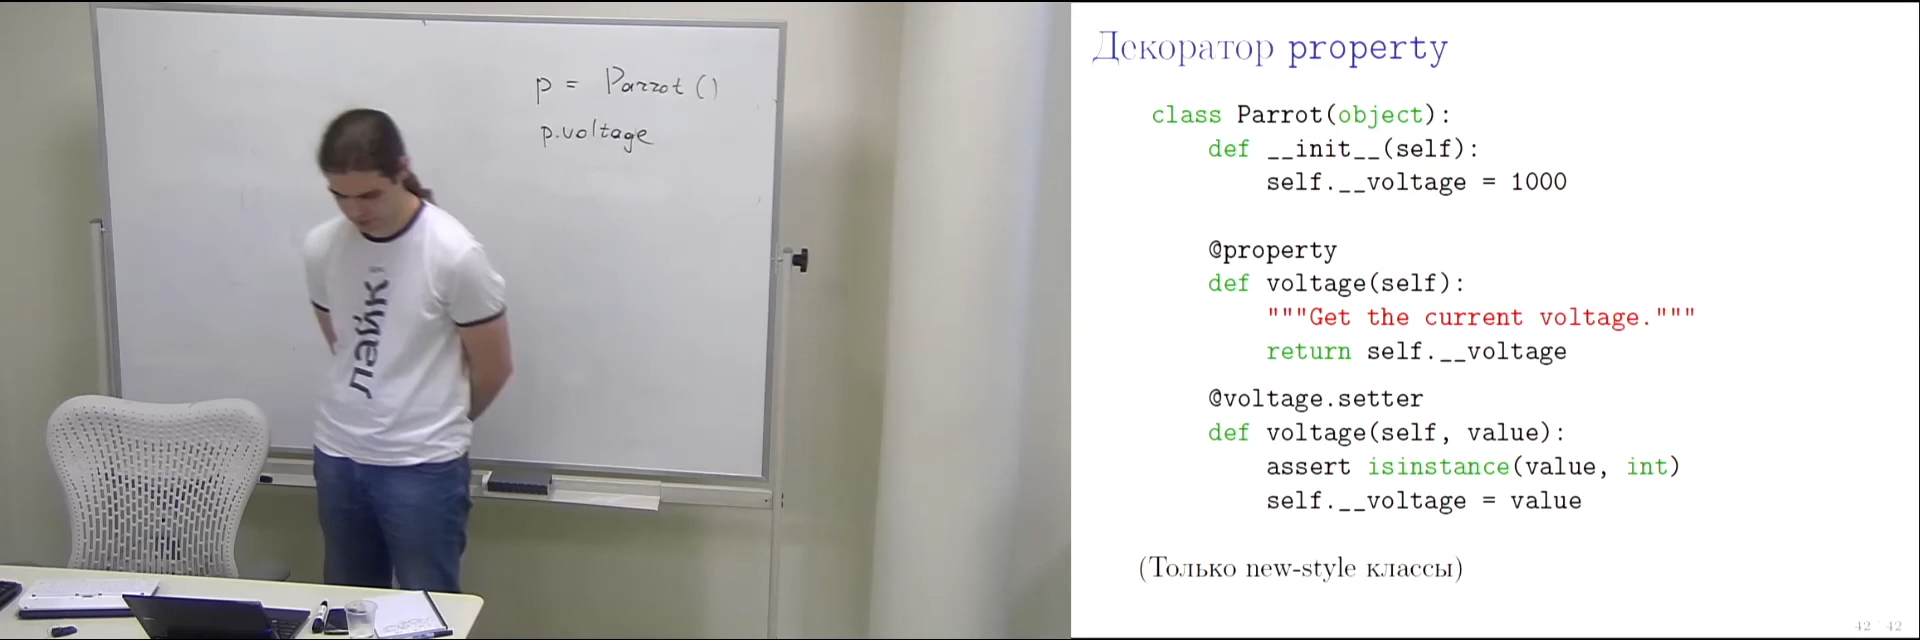 p = Parrot ()
p.voltage
лайк
Декоратор property
class Parrot(object):
def __init__(self):
self.__voltage = 1000
@property
def voltage(self):
"""Get the current voltage."""
return self.__voltage
@voltage.setter
def voltage(self, value):
assert isinstance(value, int)
self.__voltage = value
(Только new-style классы)
42 / 42